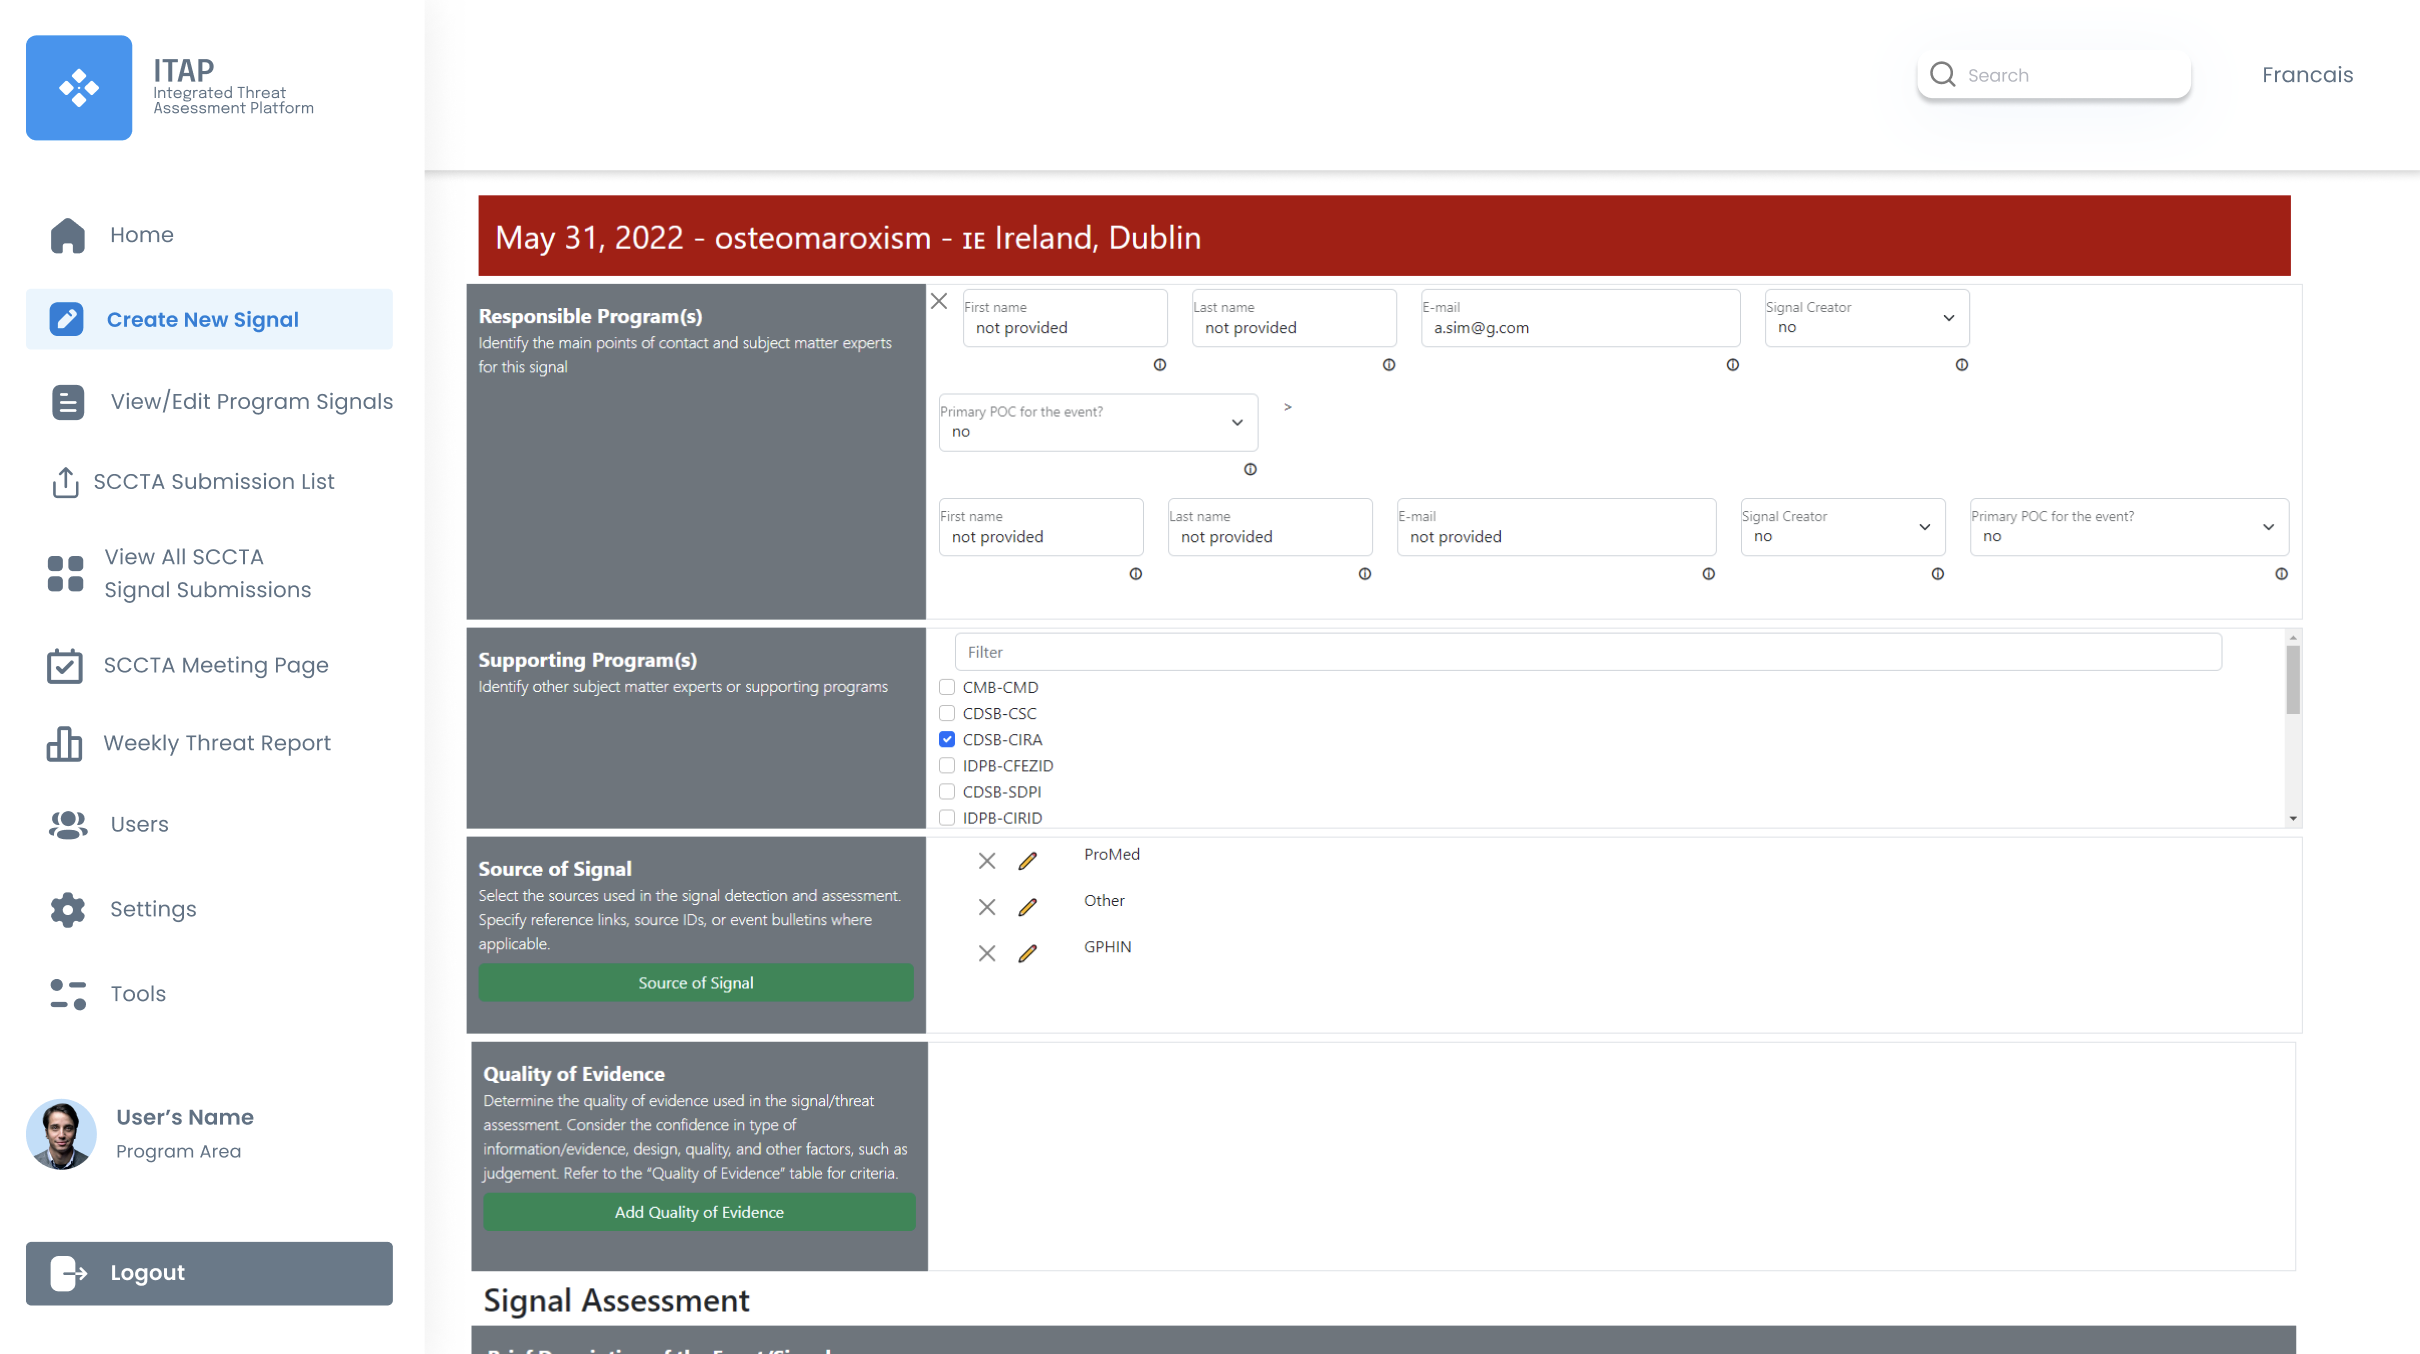 ITAP
Integrated Threat
Assessment Platform
Search
Francais
Home
Create New Signal
View/Edit Program Signals
SCCTA Submission List
View All SCCTA
Signal Submissions
SCCTA Meeting Page
Weekly Threat Report
Users
Settings
Tools
User's Name
Program Area
Logout
May 31, 2022 - osteomaroxism - IE Ireland, Dublin
Responsible Program(s)
Identify the main points of contact and subject matter experts
for this signal
First name
not provided
Last name
not provided
E-mail
a.sim@g.com
Signal Creator
no
Primary POC for the event?
no
>
First name
not provided
Last name
not provided
E-mail
not provided
Signal Creator
no
Primary POC for the event?
no
Supporting Program(s)
Identify other subject matter experts or supporting programs
Filter
CMB-CMD
CDSB-CSC
CDSB-CIRA
IDPB-CFEZID
CDSB-SDPI
IDPB-CIRID
Source of Signal
Select the sources used in the signal detection and assessment.
Specify reference links, source IDs, or event bulletins where
applicable.
Source of Signal
ProMed
Other
GPHIN
Quality of Evidence
Determine the quality of evidence used in the signal/threat
assessment. Consider the confidence in type of
information/evidence, design, quality, and other factors, such as
judgement. Refer to the “Quality of Evidence” table for criteria.
Add Quality of Evidence
Signal Assessment